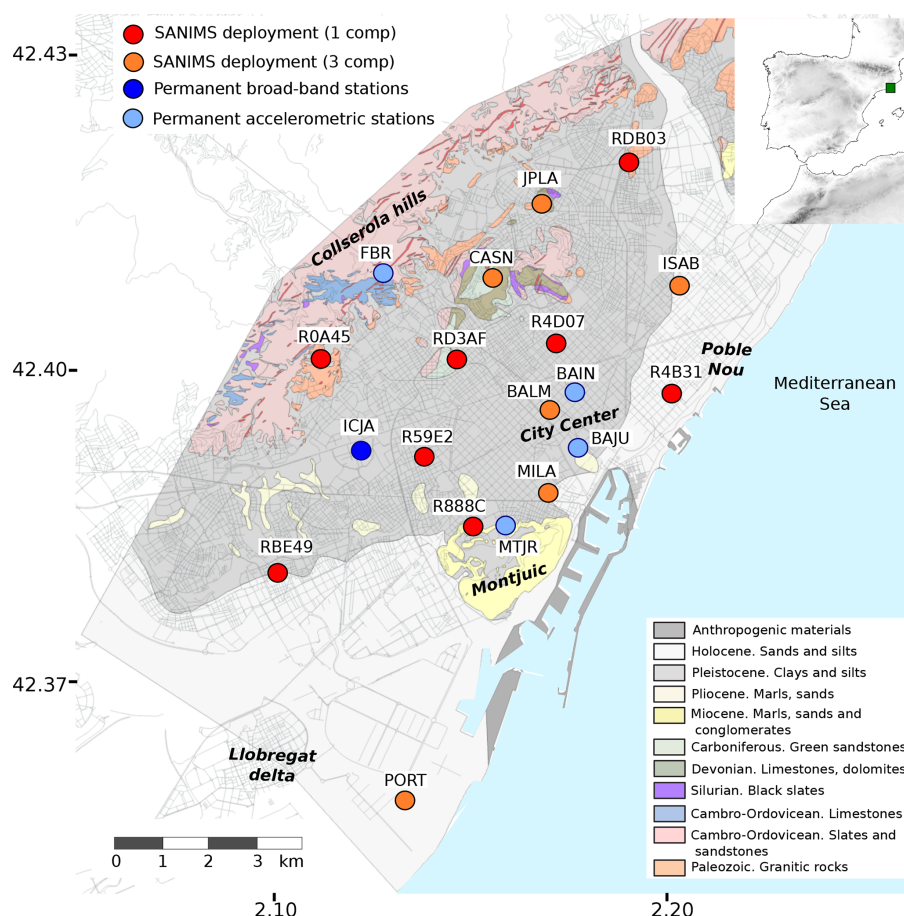 42.43
SANIMS deployment (1 comp)
SANIMS deployment (3 comp)
Permanent broad-band stations
Permanent accelerometric stations
RDB03
JPLA
Collserola hills
FBR
CASN
ISAB
R0A45
RD3AF
R4D07
42.40
Poble
Nou
BAIN
R4B31
Mediterranean
Sea
BALM
City Center
ICJA
R59E2
BAJU
MILA
R888C
RBE49
MTJR
Montjuic
42.37
Llobregat
delta
PORT
Anthropogenic materials
Holocene. Sands and silts
Pleistocene. Clays and silts
Pliocene. Marls, sands
Miocene. Marls, sands and
conglomerates
Carboniferous. Green sandstones
Devonian. Limestones, dolomites
Silurian. Black slates
Cambro-Ordovicean. Limestones
Cambro-Ordovicean. Slates and
sandstones
Paleozoic. Granitic rocks
0 1 2 3 km
2.10 2.20